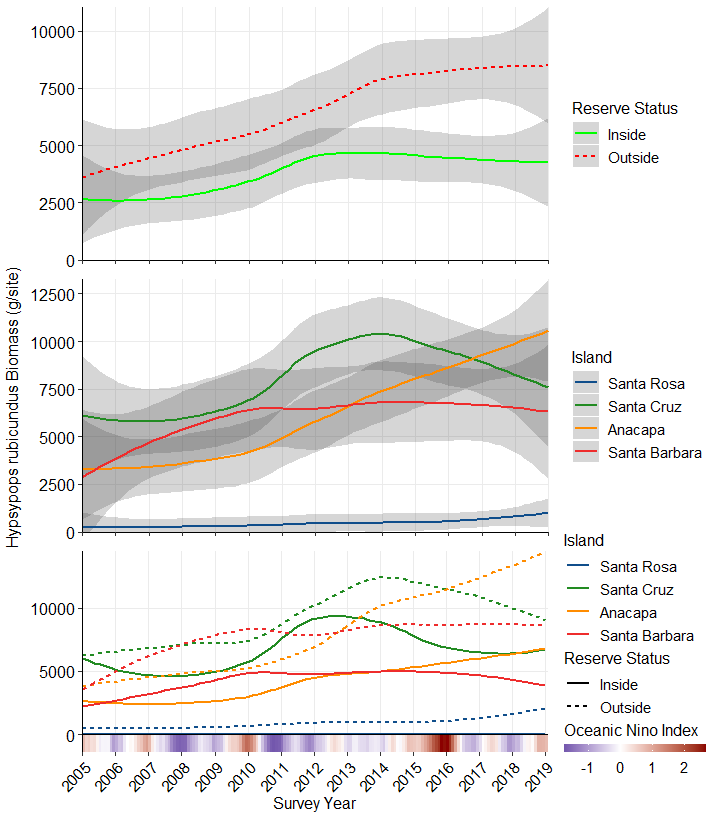 10000
7500
5000
2500
0
Reserve Status
Inside
Outside
Hypsypops rubicundus Biomass (g/site)
12500
10000
7500
5000
2500
0
Island
Santa Rosa
Santa Cruz
Anacapa
Santa Barbara
10000
5000
0
Island
Santa Rosa
Santa Cruz
Anacapa
Santa Barbara
Reserve Status
Inside
Outside
Oceanic Nino Index
-1 0 1 2
2005 2006 2007 2008 2009 2010 2011 2012 2013 2014 2015 2016 2017 2018 2019
Survey Year